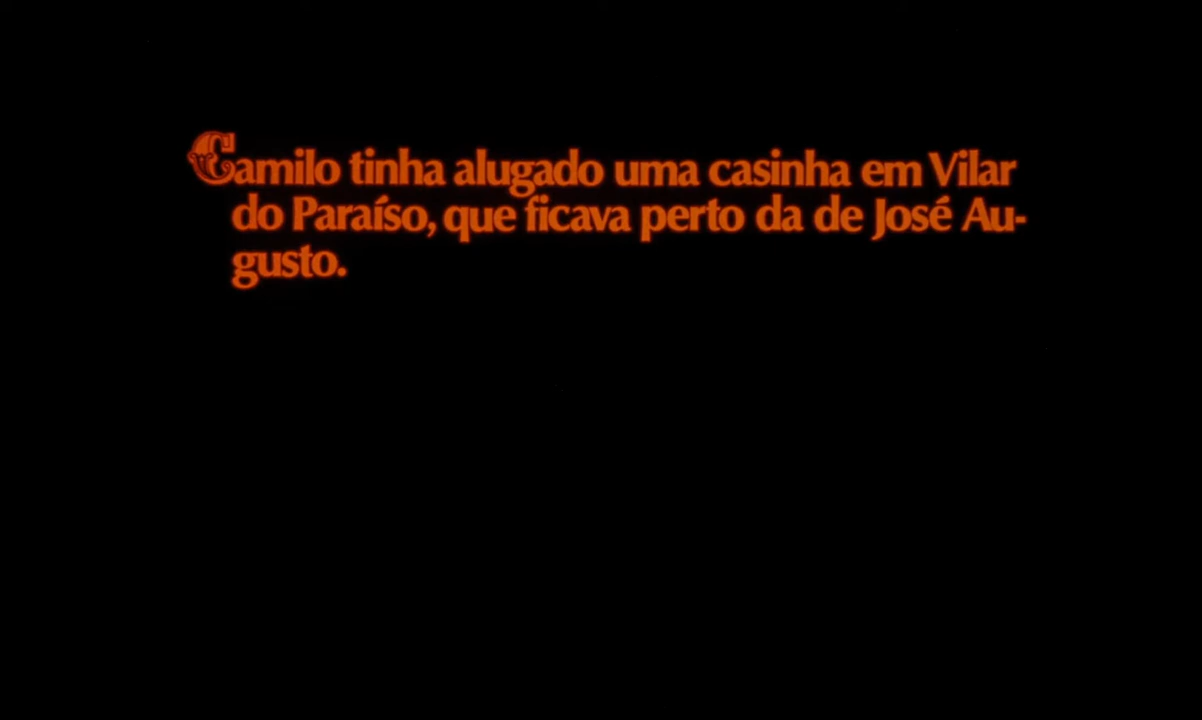 Camilo tinha alugado uma casinha em Vilar
do Paraíso, que ficava perto da de José Au-
gusto.